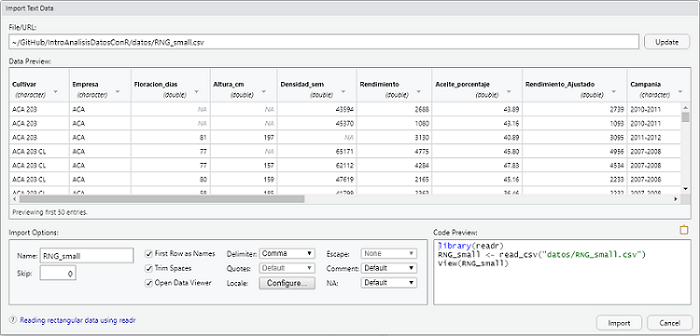 Import Text Data
File/URL:
~/GitHub/IntroAnalisisDatosConR/datos/RNG_small.csv Update
Data Preview:
Cultivar Empresa Floracion_dias Altura_cm Densidad_sem Rendimiento Aceite_porcentaje Rendimiento_Ajustado Campania
(character) (character) (double) (double) (double) (double) (double) (double) (character)
ACA 203 ACA NA NA 43594 2688 43.89 2739 2010-2011
ACA 203 ACA NA NA 45370 1080 43.16 1093 2010-2011
ACA 203 ACA 81 197 NA 3130 40.89 3095 2011-2012
ACA 203 CL ACA 77 177 65171 4775 45.80 4956 2007-2008
ACA 203 CL ACA 77 157 62112 4284 47.83 4534 2007-2008
ACA 203 CL ACA 80 159 47619 2165 45.16 2233 2007-2008
ACA 203 CL ACA 58 185 41799 2363 36.46 2007-2008
Previewing first 50 entries.
Import Options: Code Preview:
Name: RNG_small First Row as Names Delimiter: Comma Escape: None library(readr)
Skip: 0 Trim Spaces Quotes: Default Comment: Default RNG_small <- read_csv("datos/RNG_small.csv")
Open Data Viewer Locale: Configure... NA: Default View(RNG_small)
Reading rectangular data using readr Import Cancel